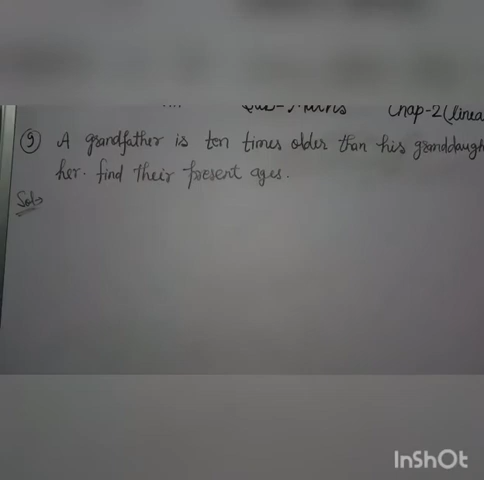 Chap-2(linea
9 A grandfather is ten times older than his granddaugh
her. find their present ages.
Sol→
InShOt